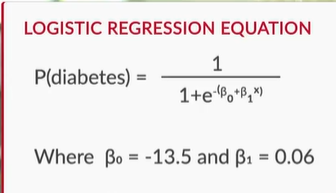 LOGISTIC REGRESSION EQUATION
P(diabetes) = 1
1+e^-(β₀+β₁x)
Where β₀ = -13.5 and β₁ = 0.06